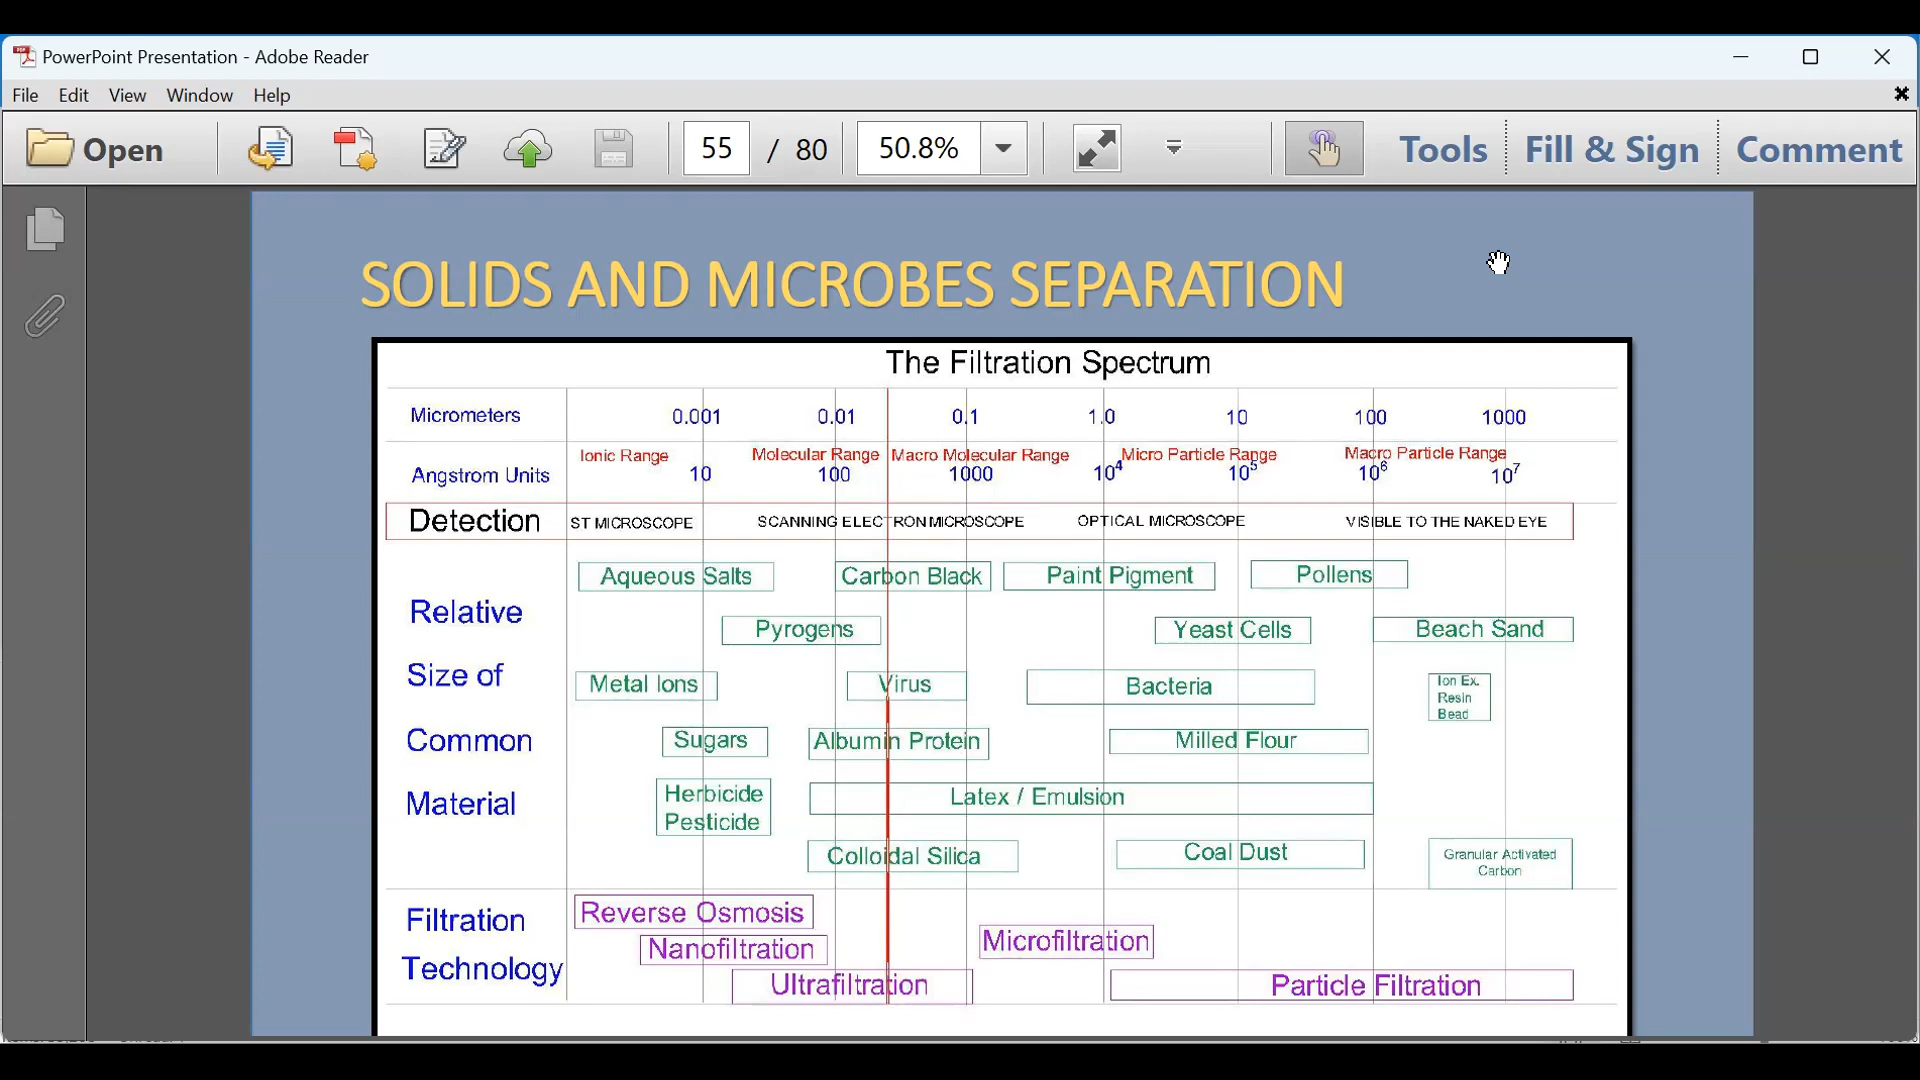 PowerPoint Presentation - Adobe Reader
File Edit View Window Help
Open 55 / 80 50.8% Tools Fill & Sign Comment
SOLIDS AND MICROBES SEPARATION
The Filtration Spectrum
Micrometers 0.001 0.01 0.1 1.0 10 100 1000
Ionic Range Molecular Range Macro Molecular Range Micro Particle Range Macro Particle Range
Angstrom Units 10 100 1000 10⁴ 10⁵ 10⁶ 10⁷
Detection ST MICROSCOPE SCANNING ELECTRON MICROSCOPE OPTICAL MICROSCOPE VISIBLE TO THE NAKED EYE
Aqueous Salts Carbon Black Paint Pigment Pollens
Relative
Pyrogens Yeast Cells Beach Sand
Size of
Metal Ions Virus Bacteria Ion Ex.
Resin
Bead
Common
Sugars Albumin Protein Milled Flour
Material
Herbicide
Pesticide
Latex / Emulsion
Colloidal Silica Coal Dust Granular Activated
Carbon
Filtration
Technology
Reverse Osmosis
Nanofiltration Microfiltration
Ultrafiltration Particle Filtration